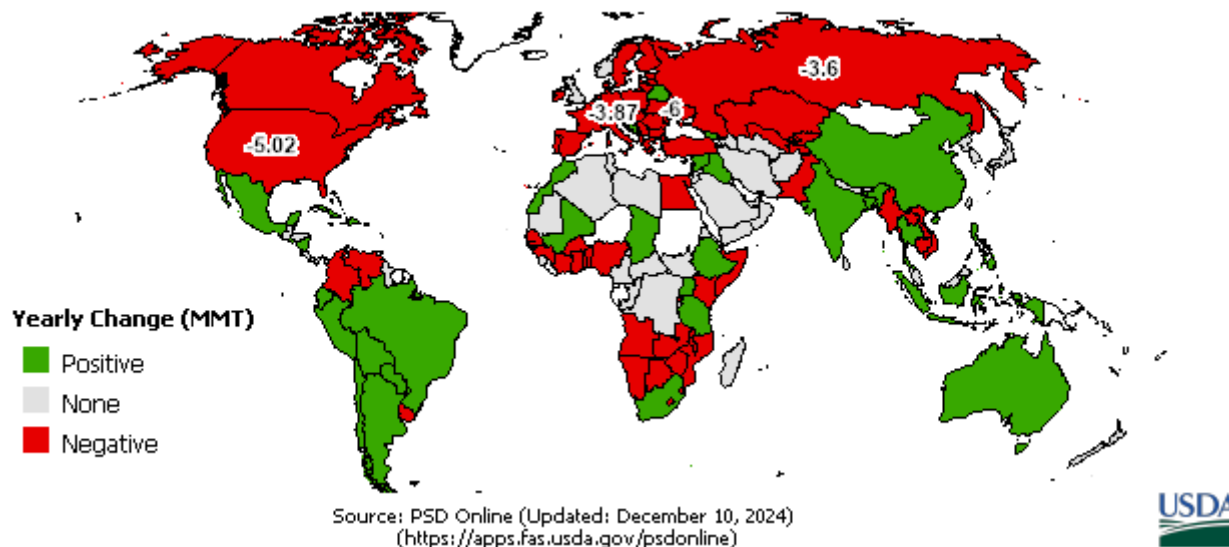 -3.6
-3.87
-6
-5.02
Yearly Change (MMT)
Positive
None
Negative
Source: PSD Online (Updated: December 10, 2024)
(https://apps.fas.usda.gov/psdonline)
USDA